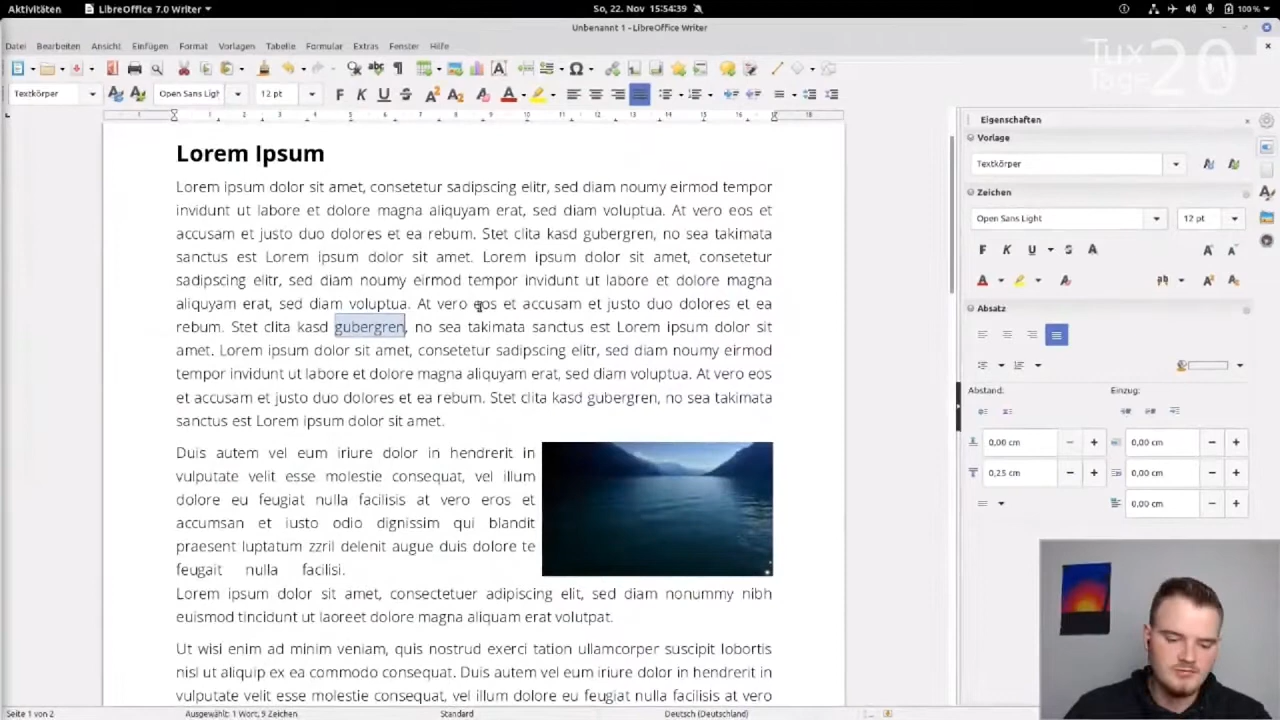 Aktivitäten
LibreOffice 7.0 Writer
So, 22. Nov 15:54:39
100 %
Unbenannt 1 - LibreOffice Writer
Datei Bearbeiten Ansicht Einfügen Format Vorlagen Tabelle Formular Extras Fenster Hilfe
Tux
Tage
20
Textkörper
Open Sans Ligh
12 pt
Lorem Ipsum
Lorem ipsum dolor sit amet, consetetur sadipscing elitr, sed diam noumy eirmod tempor
invidunt ut labore et dolore magna aliquyam erat, sed diam voluptua. At vero eos et
accusam et justo duo dolores et ea rebum. Stet clita kasd gubergren, no sea takimata
sanctus est Lorem ipsum dolor sit amet. Lorem ipsum dolor sit amet, consetetur
sadipscing elitr, sed diam noumy eirmod tempor invidunt ut labore et dolore magna
aliquyam erat, sed diam voluptua. At vero eos et accusam et justo duo dolores et ea
rebum. Stet clita kasd gubergren, no sea takimata sanctus est Lorem ipsum dolor sit
amet. Lorem ipsum dolor sit amet, consetetur sadipscing elitr, sed diam noumy eirmod
tempor invidunt ut labore et dolore magna aliquyam erat, sed diam voluptua. At vero eos
et accusam et justo duo dolores et ea rebum. Stet clita kasd gubergren, no sea takimata
sanctus est Lorem ipsum dolor sit amet.
Duis autem vel eum iriure dolor in hendrerit in
vulputate velit esse molestie consequat, vel illum
dolore eu feugiat nulla facilisis at vero eros et
accumsan et iusto odio dignissim qui blandit
praesent luptatum zzril delenit augue duis dolore te
feugait nulla facilisi.
Lorem ipsum dolor sit amet, consectetuer adipiscing elit, sed diam nonummy nibh
euismod tincidunt ut laoreet dolore magna aliquam erat volutpat.
Ut wisi enim ad minim veniam, quis nostrud exerci tation ullamcorper suscipit lobortis
nisl ut aliquip ex ea commodo consequat. Duis autem vel eum iriure dolor in hendrerit in
vulputate velit esse molestie consequat, vel illum dolore eu feugiat nulla facilisis at vero
Eigenschaften
Vorlage
Textkörper
Zeichen
Open Sans Light
12 pt
Absatz
Abstand:
Einzug:
0,00 cm
0,00 cm
0,25 cm
0,00 cm
0,00 cm
Seite 1 von 2
Ausgewählt: 1 Wort, 9 Zeichen
Standard
Deutsch (Deutschland)